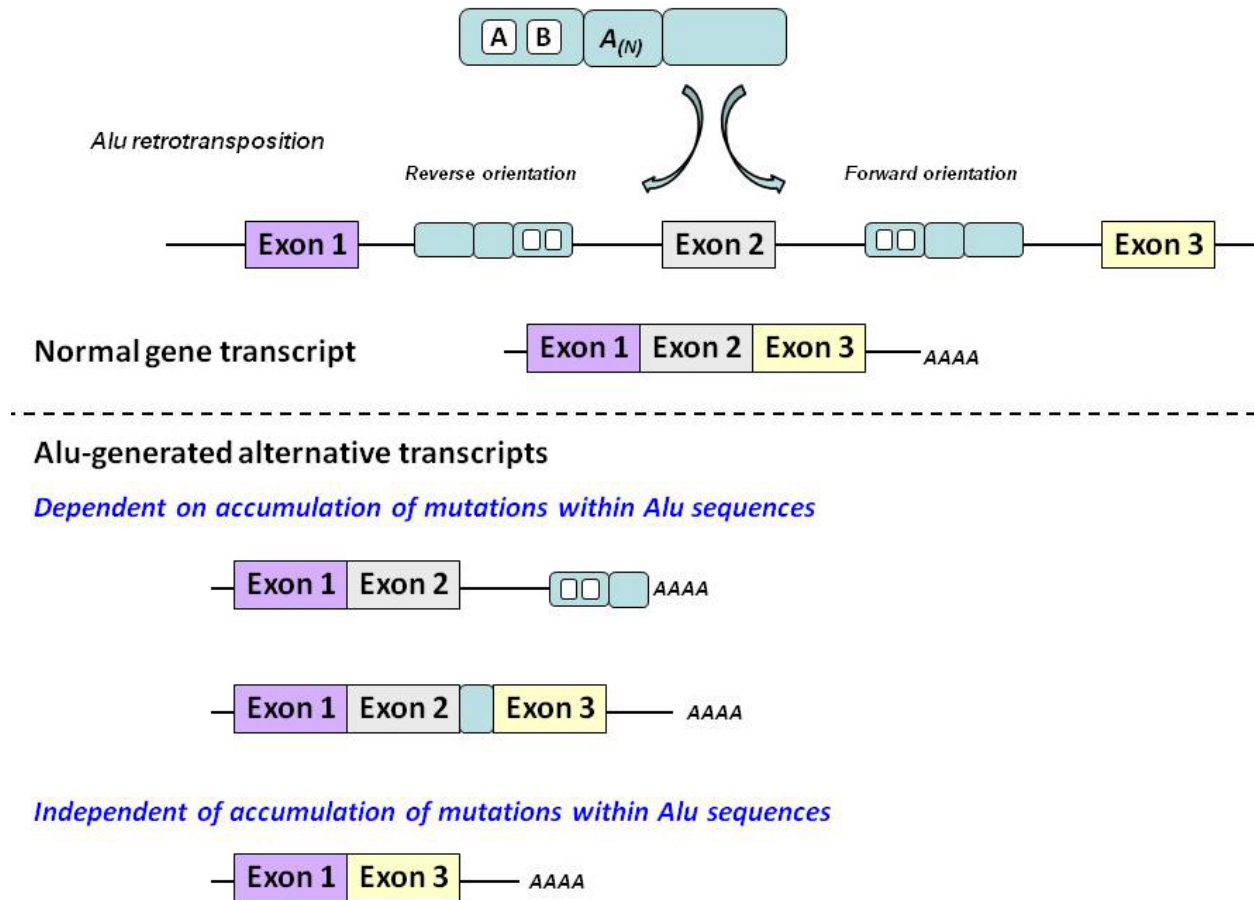 A B A(N)
Alu retrotransposition
Reverse orientation Forward orientation
Exon 1 Exon 2 Exon 3
Normal gene transcript Exon 1 Exon 2 Exon 3 AAAA
Alu-generated alternative transcripts
Dependent on accumulation of mutations within Alu sequences
Exon 1 Exon 2 AAAA
Exon 1 Exon 2 Exon 3 AAAA
Independent of accumulation of mutations within Alu sequences
Exon 1 Exon 3 AAAA